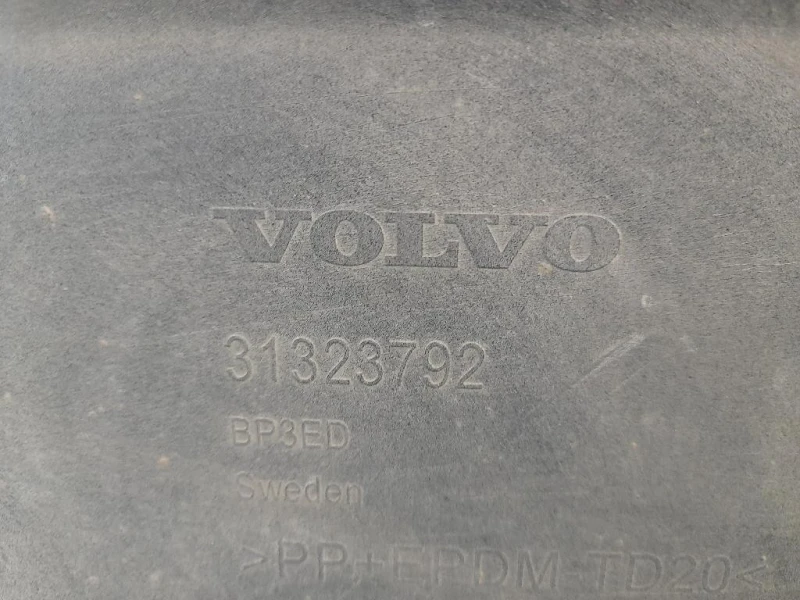 VOLVO
31323792
BP3ED
Sweden
>PP+EPDM-TD20<